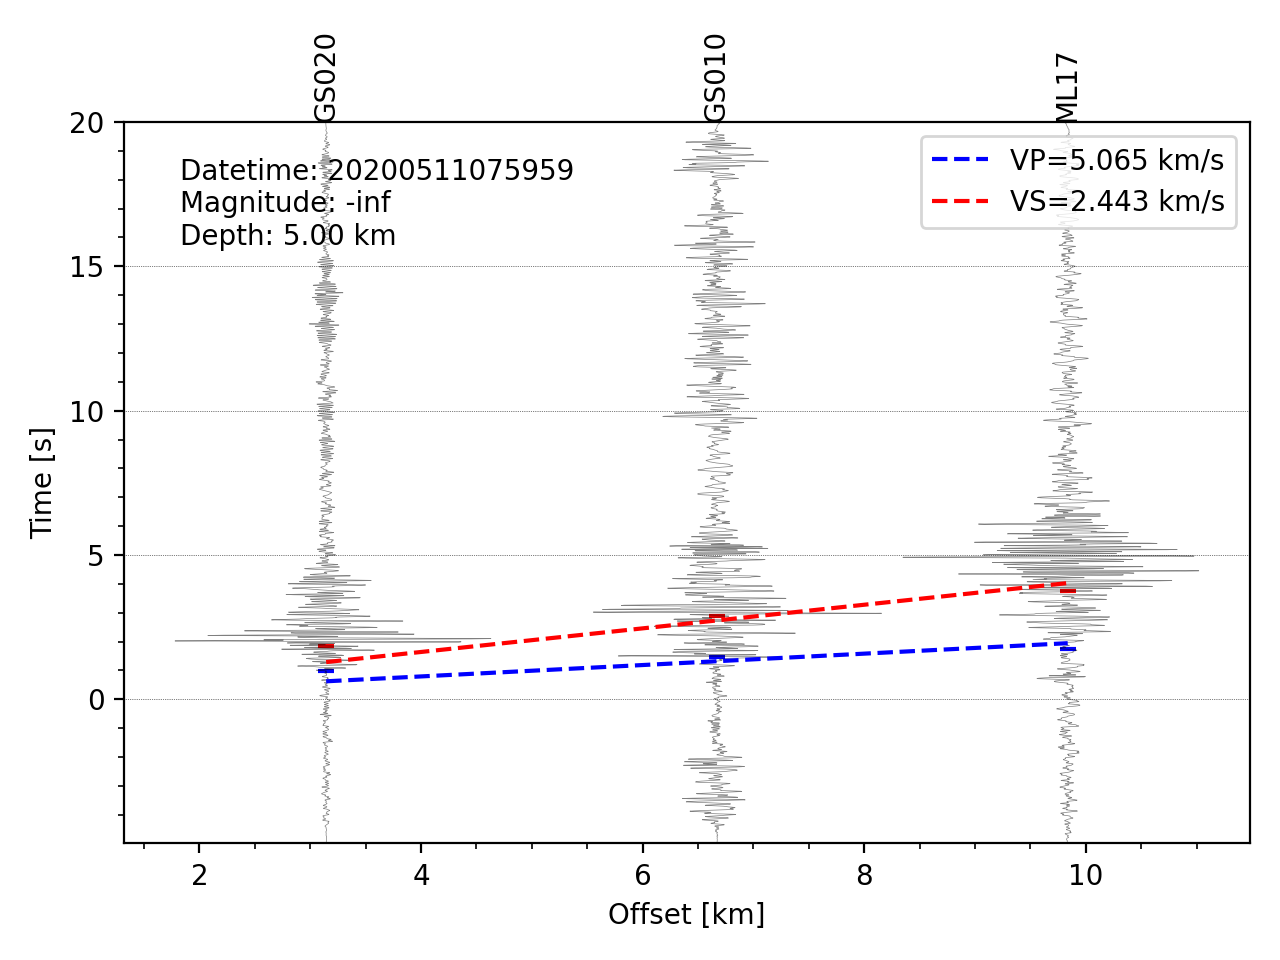 GS020 GS010 ML17
20
Datetime: 20200511075959
Magnitude: -inf
Depth: 5.00 km
VP=5.065 km/s
VS=2.443 km/s
15
10
5
0
Time [s]
2 4 6 8 10
Offset [km]